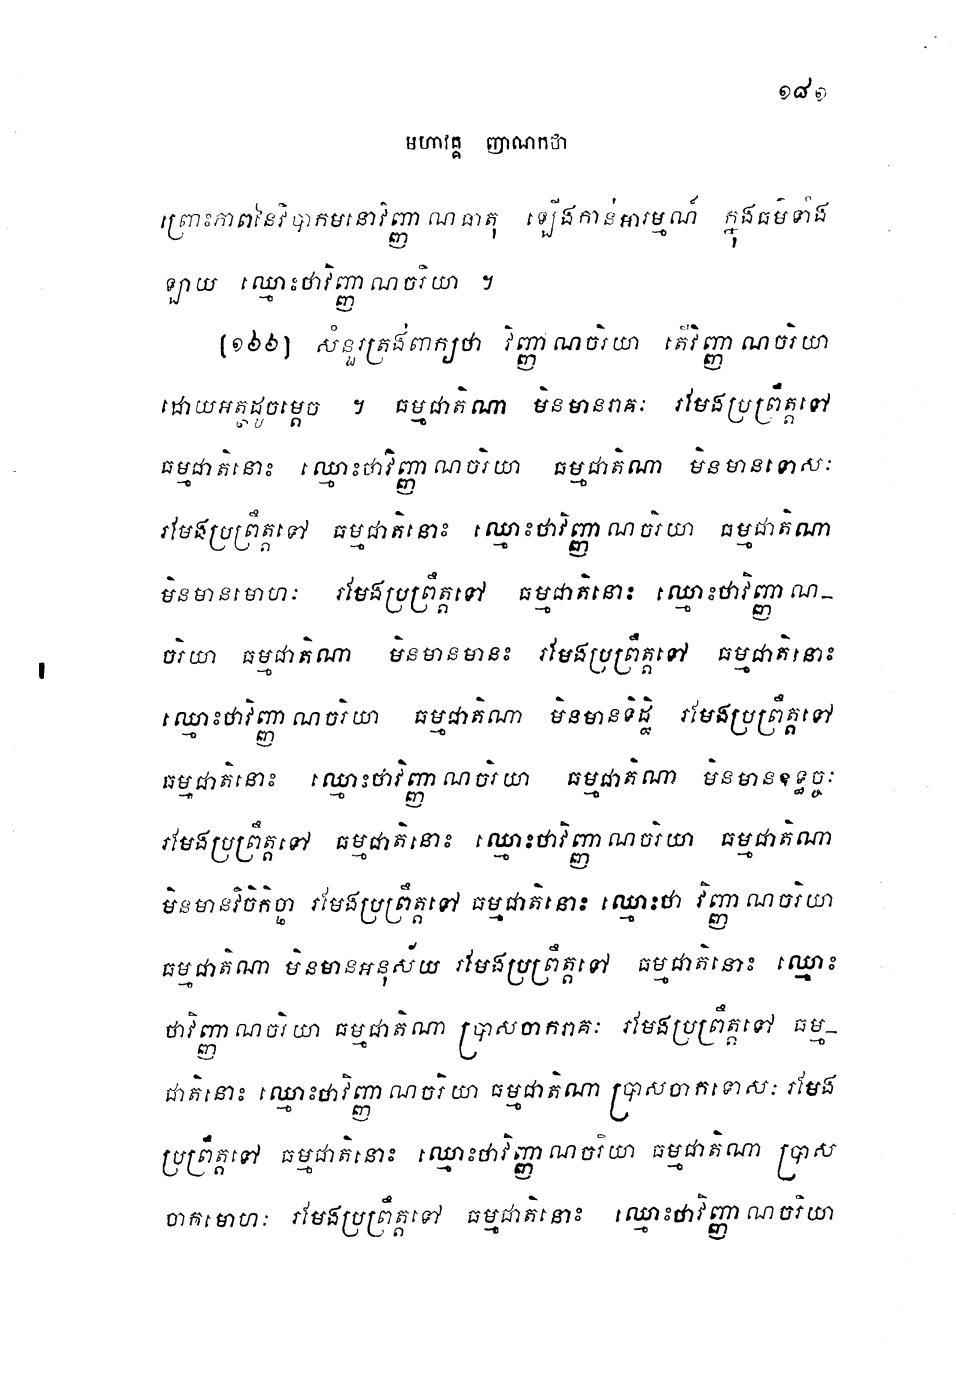 ១៨១
មហាវគ្គ ញាណកថា
ព្រោះភាពនៃវិបាកមនោវិញ្ញាណធាតុ ឡើងកាន់អារម្មណ៍ ក្នុងធម៌ទាំង
ឡាយ ឈ្មោះថាវិញ្ញាណចរិយា ។
[១៦៦] សំនួរត្រង់ពាក្យថា វិញ្ញាណចរិយា តើវិញ្ញាណចរិយា
ដោយអត្ថដូចម្តេច ។ ធម្មជាតិណា មិនមានរាគៈ រមែងប្រព្រឹត្តទៅ
ធម្មជាតិនោះ ឈ្មោះថាវិញ្ញាណចរិយា ធម្មជាតិណា មិនមានទោសៈ
រមែងប្រព្រឹត្តទៅ ធម្មជាតិនោះ ឈ្មោះថាវិញ្ញាណចរិយា ធម្មជាតិណា
មិនមានមោហៈ រមែងប្រព្រឹត្តទៅ ធម្មជាតិនោះ ឈ្មោះថាវិញ្ញាណ-
ចរិយា ធម្មជាតិណា មិនមានមានះ រមែងប្រព្រឹត្តទៅ ធម្មជាតិនោះ
ឈ្មោះថាវិញ្ញាណចរិយា ធម្មជាតិណា មិនមានទិដ្ឋិ រមែងប្រព្រឹត្តទៅ
ធម្មជាតិនោះ ឈ្មោះថាវិញ្ញាណចរិយា ធម្មជាតិណា មិនមានឧទ្ធច្ចៈ
រមែងប្រព្រឹត្តទៅ ធម្មជាតិនោះ ឈ្មោះថាវិញ្ញាណចរិយា ធម្មជាតិណា
មិនមានវិចិកិច្ឆា រមែងប្រព្រឹត្តទៅ ធម្មជាតិនោះ ឈ្មោះថា វិញ្ញាណចរិយា
ធម្មជាតិណា មិនមានអនុស័យ រមែងប្រព្រឹត្តទៅ ធម្មជាតិនោះ ឈ្មោះ
ថាវិញ្ញាណចរិយា ធម្មជាតិណា ប្រាសចាករាគៈ រមែងប្រព្រឹត្តទៅ ធម្ម-
ជាតិនោះ ឈ្មោះថាវិញ្ញាណចរិយា ធម្មជាតិណា ប្រាសចាកទោសៈ រមែង
ប្រព្រឹត្តទៅ ធម្មជាតិនោះ ឈ្មោះថាវិញ្ញាណចរិយា ធម្មជាតិណា ប្រាស
ចាកមោហៈ រមែងប្រព្រឹត្តទៅ ធម្មជាតិនោះ ឈ្មោះថាវិញ្ញាណចរិយា